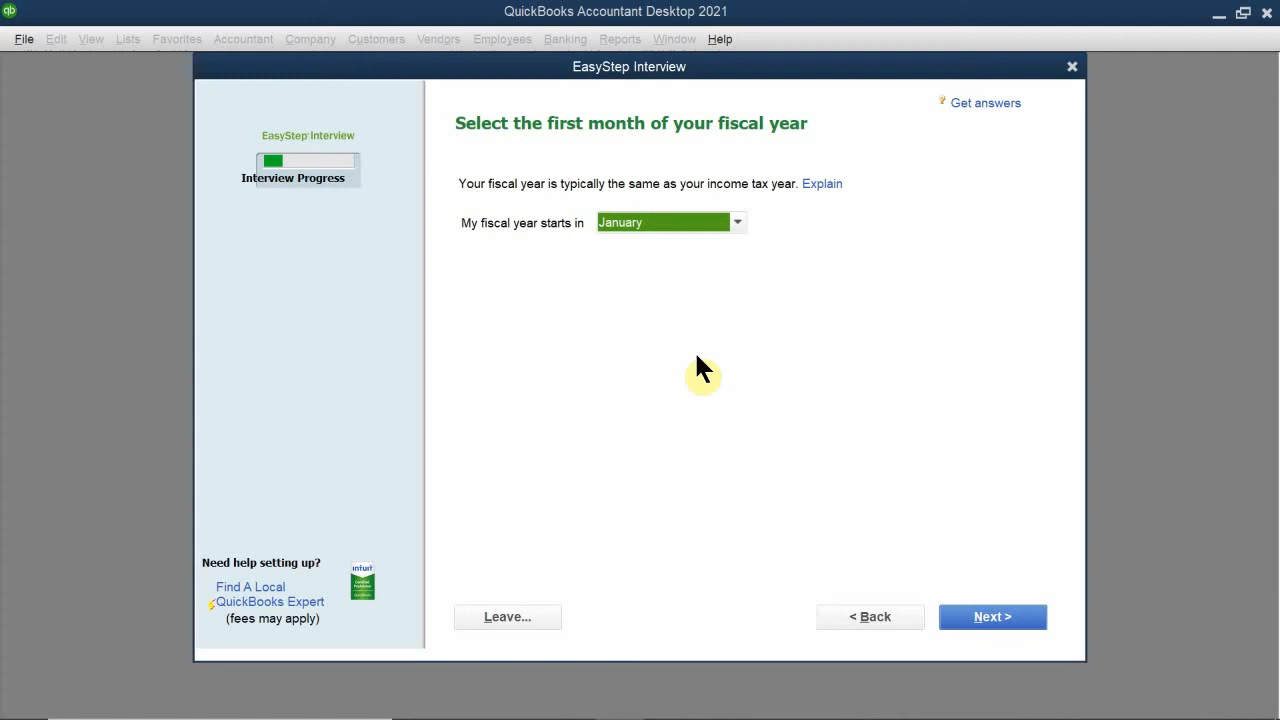 qb
QuickBooks Accountant Desktop 2021
File Edit View Lists Favorites Accountant Company Customers Vendors Employees Banking Reports Window Help
EasyStep Interview
Get answers
Select the first month of your fiscal year
EasyStep Interview
Interview Progress
Your fiscal year is typically the same as your income tax year. Explain
My fiscal year starts in January
Need help setting up?
Find A Local
QuickBooks Expert
(fees may apply)
intuit
Leave...
< Back
Next >